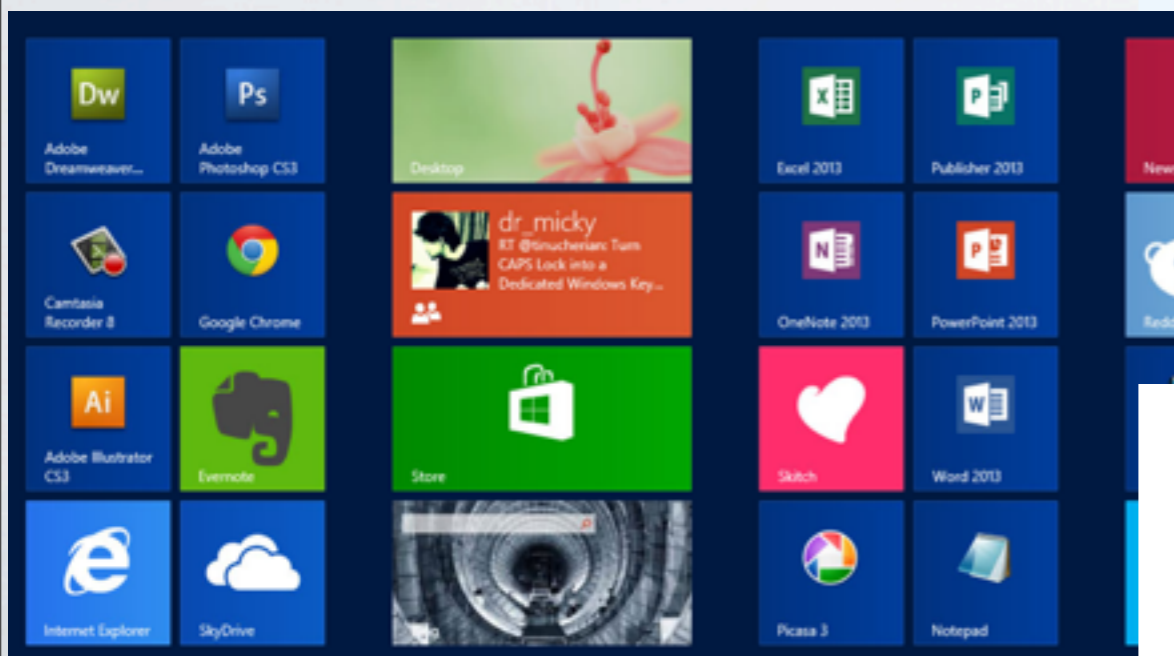 Dw
Adobe
Dreamweaver...
Ps
Adobe
Photoshop CS3
Desktop
Excel 2013
P
Publisher 2013
New
Camtasia
Recorder 8
Google Chrome
dr_micky
RT @tinucherian: Turn
CAPS Lock into a
Dedicated Windows Key...
N
OneNote 2013
P
PowerPoint 2013
Ai
Adobe Illustrator
CS3
Evernote
Store
Skitch
W
Word 2013
Internet Explorer
SkyDrive
Picasa 3
Notepad